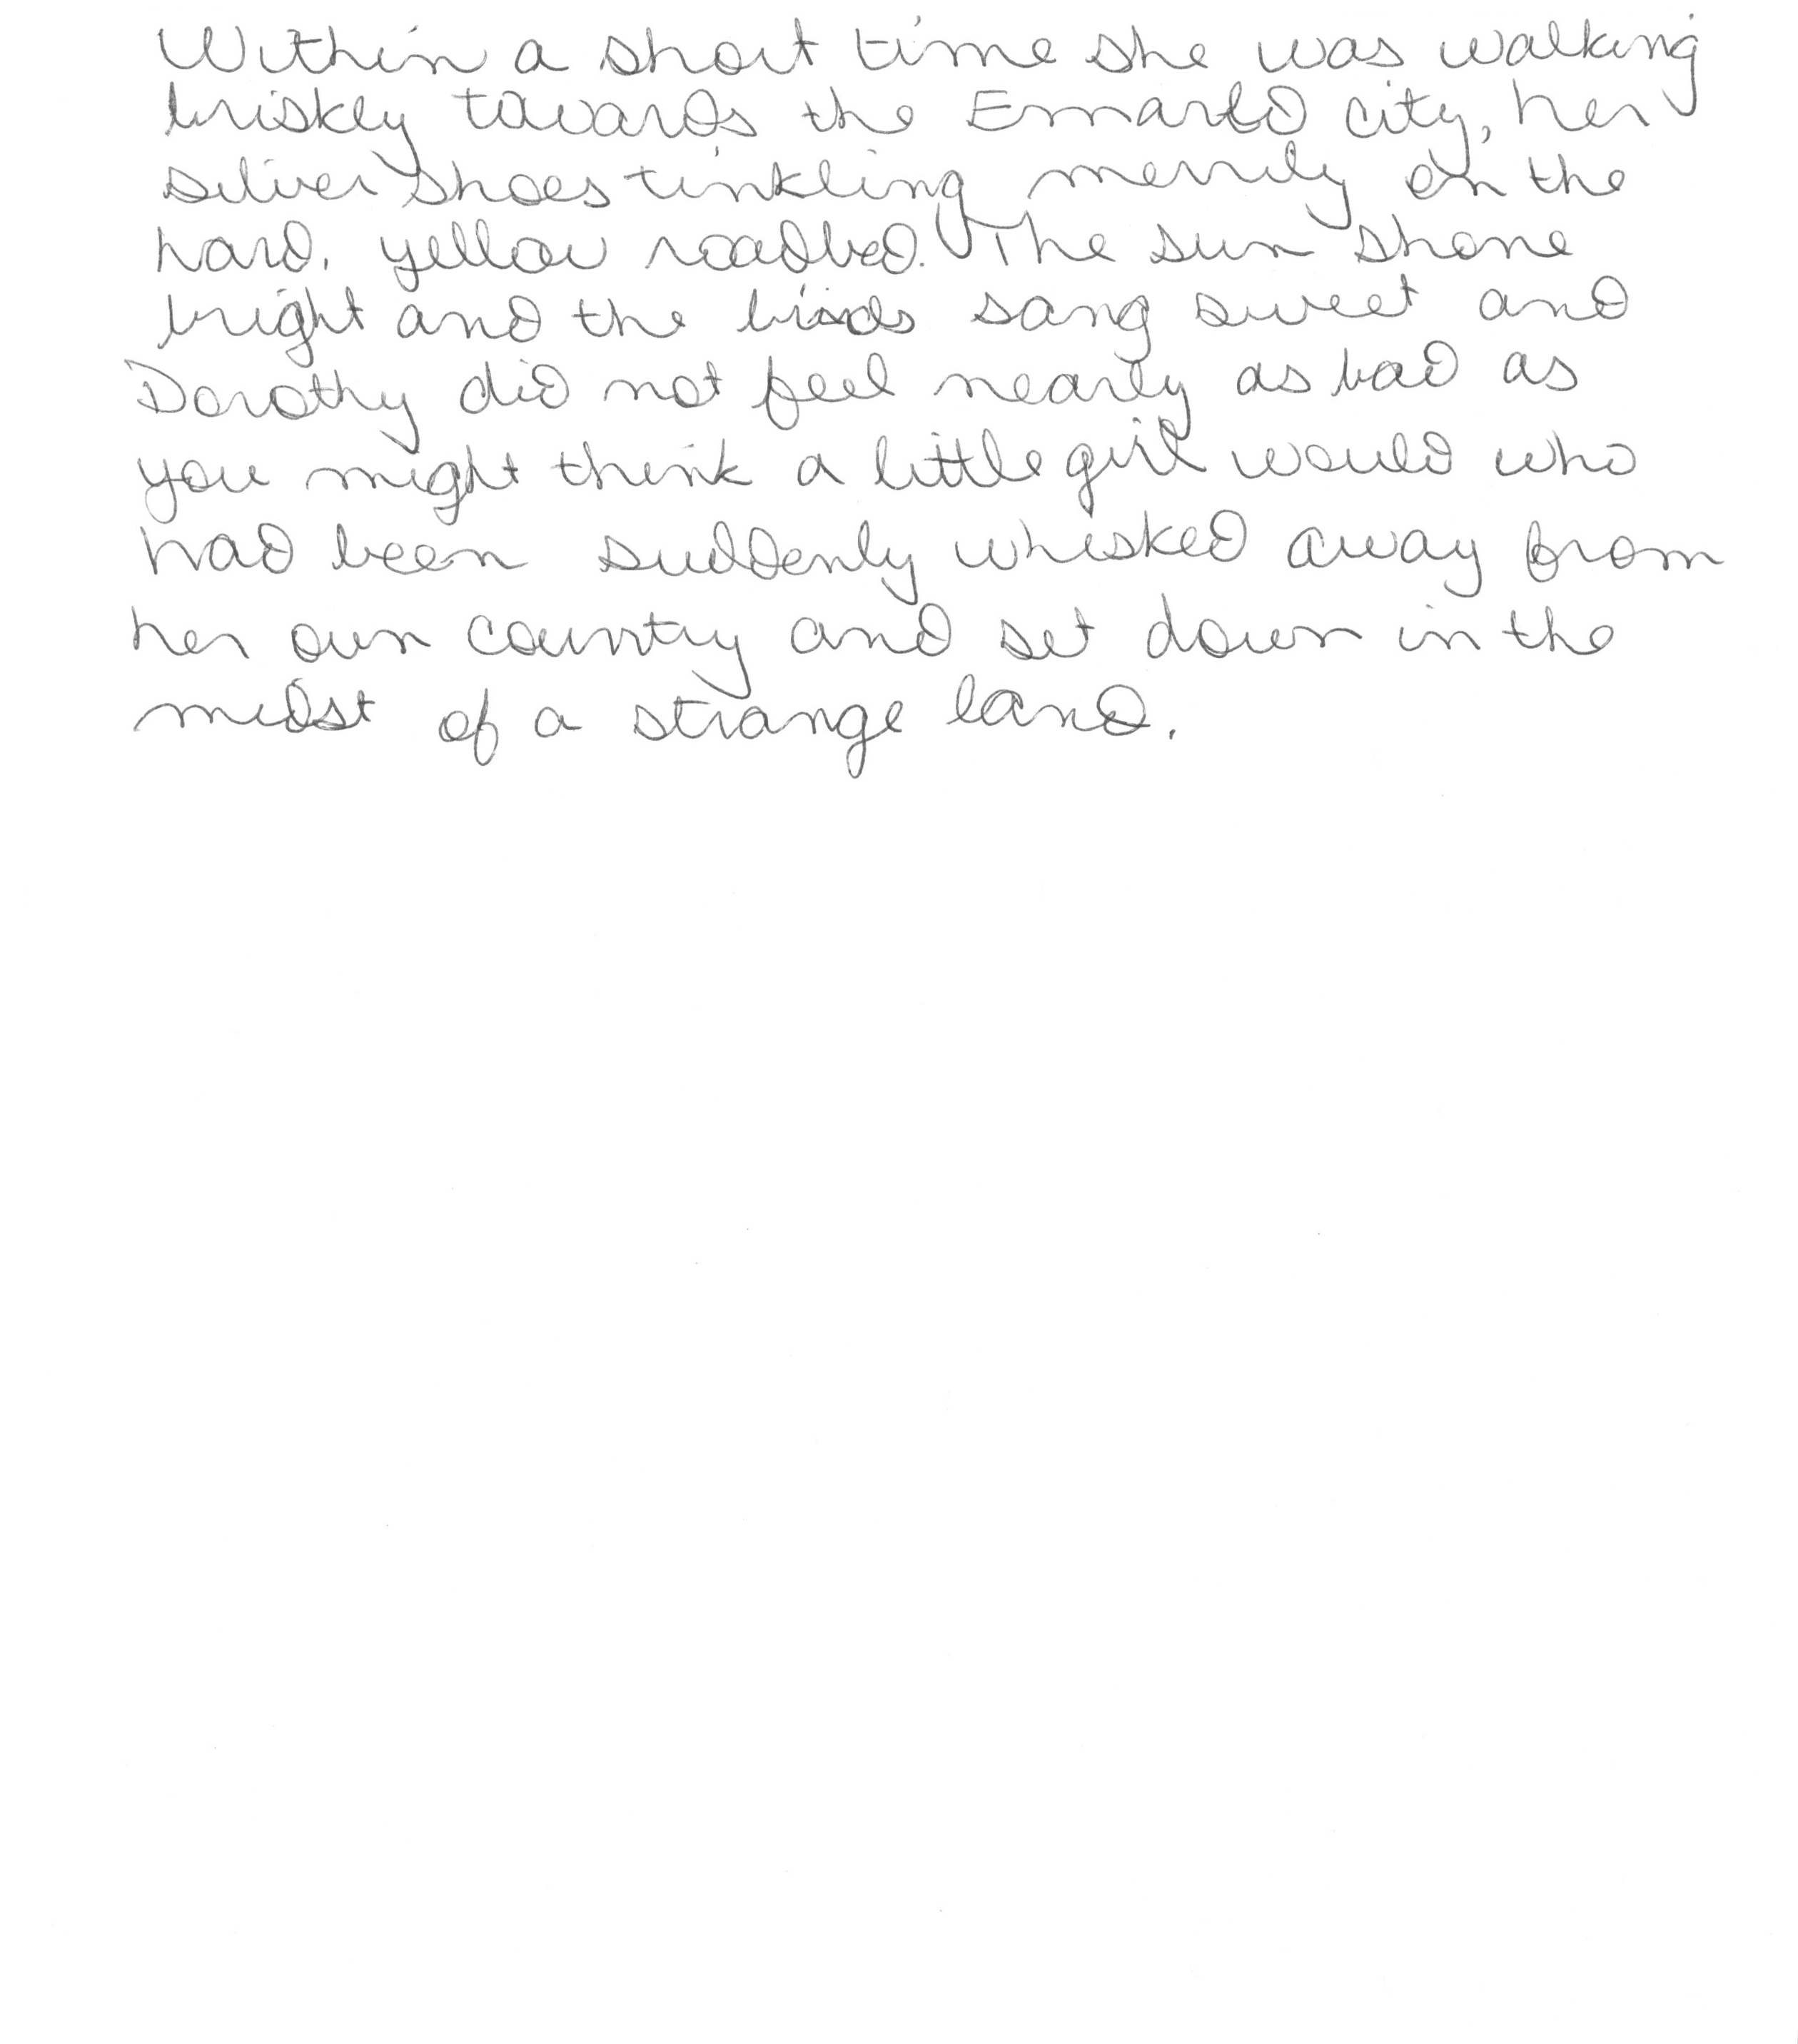 Within a short time she was walking
briskly towards the Emmarld city, her
silver shoes tinkling merrily on the
hard, yellow roadbed. The sun shone
bright and the birds sang sweet and
Dorothy did not feel nearly as bad as
you might think a little girl would who
had been suddenly whisked away from
her own country and set down in the
midst of a strange land.